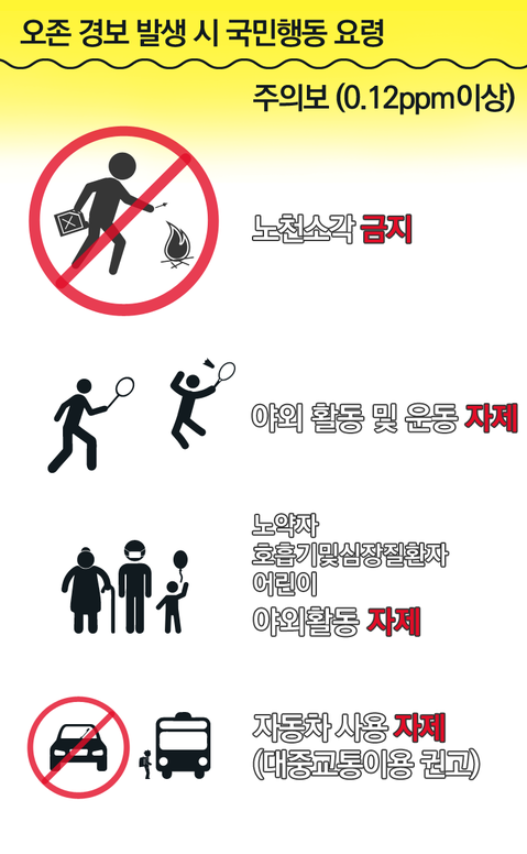 오존 경보 발생 시 국민행동 요령
주의보 (0.12ppm이상)
노천소각 금지
야외 활동 및 운동 자제
노약자
호흡기및심장질환자
어린이
야외활동 자제
자동차 사용 자제
(대중교통이용 권고)